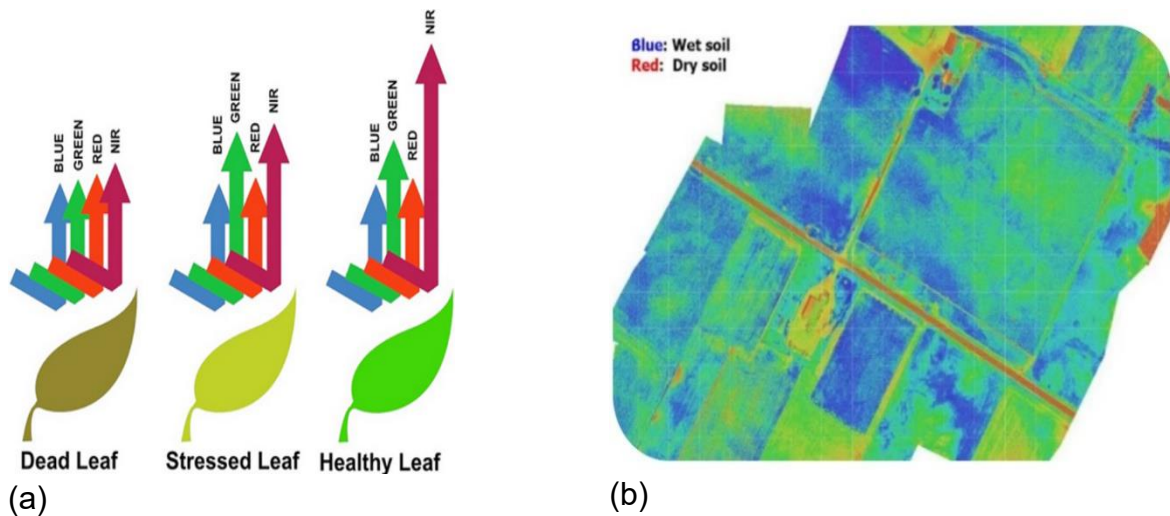 BLUE
GREEN
RED
NIR
BLUE
GREEN
RED
NIR
BLUE
GREEN
RED
NIR
Dead Leaf
Stressed Leaf
Healthy Leaf
(a)
Blue: Wet soil
Red: Dry soil
(b)